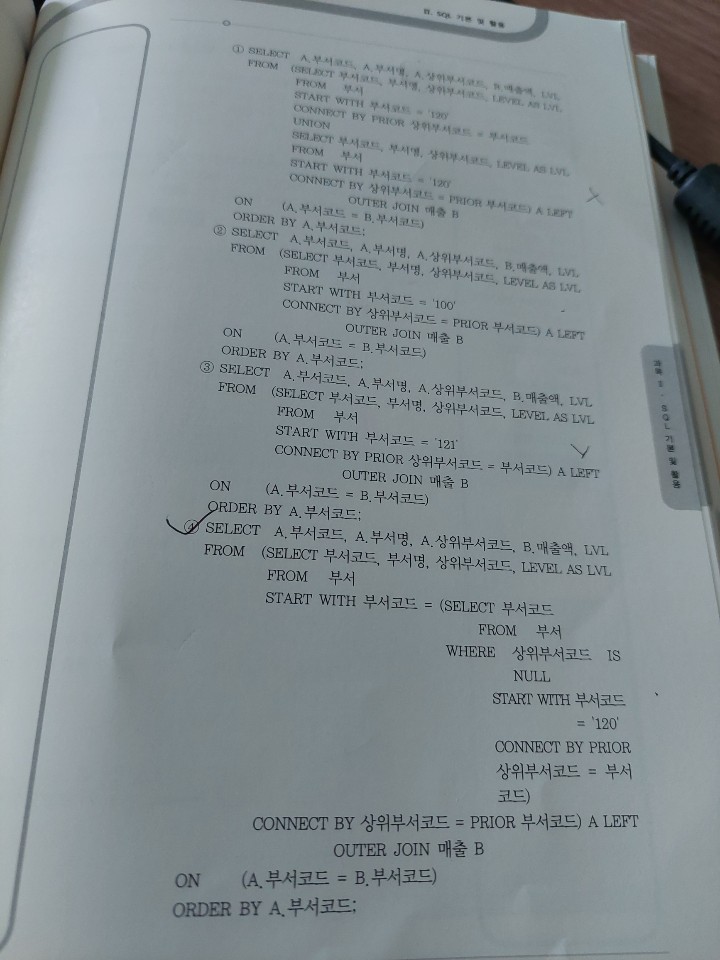 Ⅱ. SQL 기본 및 활용
① SELECT A.부서코드, A.부서명, A.상위부서코드, B.매출액, LVL
FROM (SELECT 부서코드, 부서명, 상위부서코드, LEVEL AS LVL
FROM 부서
START WITH 부서코드 = '120'
CONNECT BY PRIOR 상위부서코드 = 부서코드
UNION
SELECT 부서코드, 부서명, 상위부서코드, LEVEL AS LVL
FROM 부서
START WITH 부서코드 = '120'
CONNECT BY 상위부서코드 = PRIOR 부서코드) A LEFT
OUTER JOIN 매출 B
ON (A.부서코드 = B.부서코드)
ORDER BY A.부서코드;
② SELECT A.부서코드, A.부서명, A.상위부서코드, B.매출액, LVL
FROM (SELECT 부서코드, 부서명, 상위부서코드, LEVEL AS LVL
FROM 부서
START WITH 부서코드 = '100'
CONNECT BY 상위부서코드 = PRIOR 부서코드) A LEFT
OUTER JOIN 매출 B
ON (A.부서코드 = B.부서코드)
ORDER BY A.부서코드;
③ SELECT A.부서코드, A.부서명, A.상위부서코드, B.매출액, LVL
FROM (SELECT 부서코드, 부서명, 상위부서코드, LEVEL AS LVL
FROM 부서
START WITH 부서코드 = '121'
CONNECT BY PRIOR 상위부서코드 = 부서코드) A LEFT
OUTER JOIN 매출 B
ON (A.부서코드 = B.부서코드)
ORDER BY A.부서코드;
④ SELECT A.부서코드, A.부서명, A.상위부서코드, B.매출액, LVL
FROM (SELECT 부서코드, 부서명, 상위부서코드, LEVEL AS LVL
FROM 부서
START WITH 부서코드 = (SELECT 부서코드
FROM 부서
WHERE 상위부서코드 IS
NULL
START WITH 부서코드
= '120'
CONNECT BY PRIOR
상위부서코드 = 부서
코드)
CONNECT BY 상위부서코드 = PRIOR 부서코드) A LEFT
OUTER JOIN 매출 B
ON (A.부서코드 = B.부서코드)
ORDER BY A.부서코드;
과목 Ⅱ · SQL 기본 및 활용